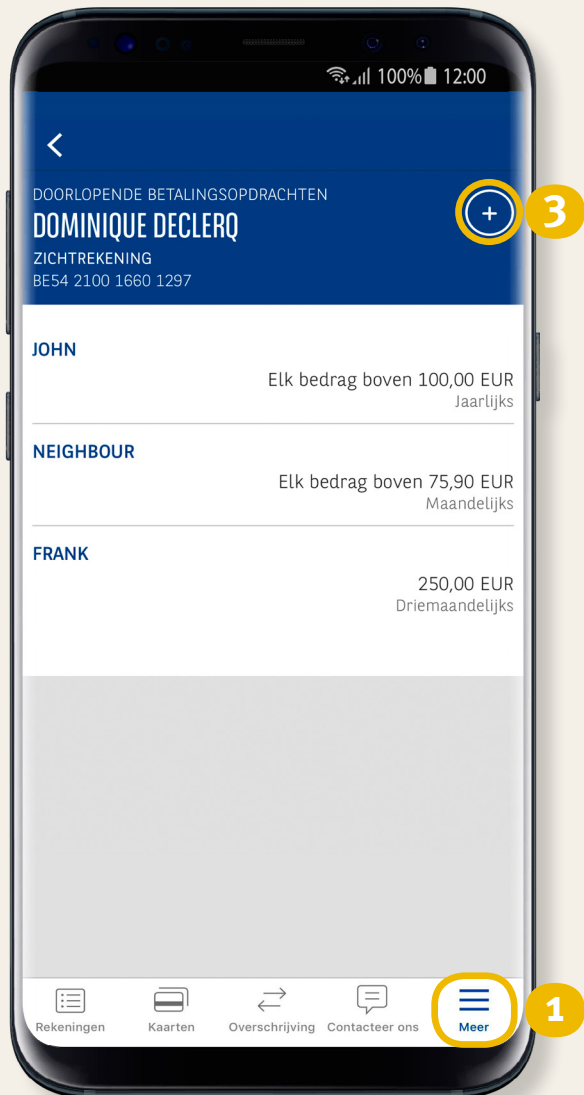 100% 12:00
DOORLOPENDE BETALINGSOPDRACHTEN
DOMINIQUE DECLERQ
ZICHTREKENING
BE54 2100 1660 1297
+
3
JOHN
Elk bedrag boven 100,00 EUR
Jaarlijks
NEIGHBOUR
Elk bedrag boven 75,90 EUR
Maandelijks
FRANK
250,00 EUR
Driemaandelijks
Rekeningen Kaarten Overschrijving Contacteer ons Meer
1